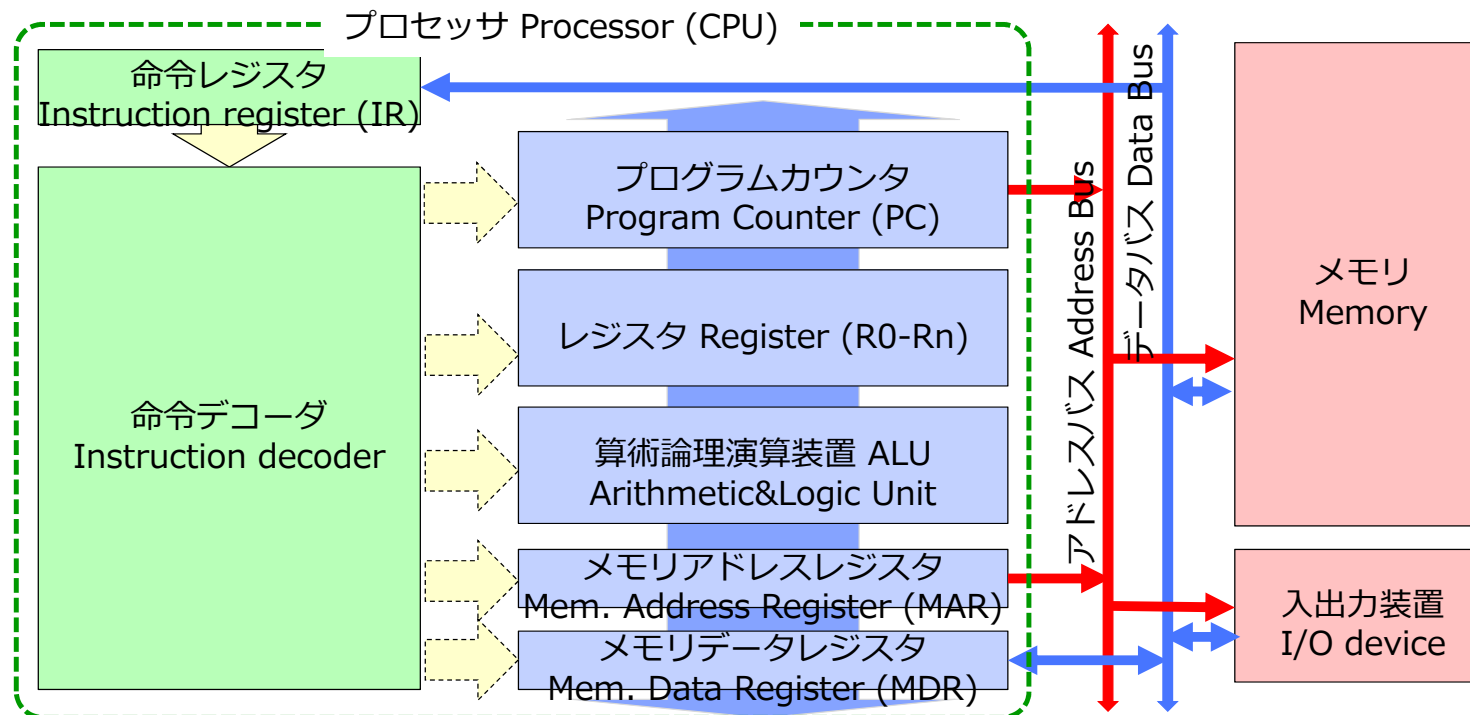 プロセッサ Processor (CPU)
命令レジスタ
Instruction register (IR)
プログラムカウンタ
Program Counter (PC)
レジスタ Register (R0-Rn)
命令デコーダ
Instruction decoder
算術論理演算装置 ALU
Arithmetic&Logic Unit
メモリアドレスレジスタ
Mem. Address Register (MAR)
メモリデータレジスタ
Mem. Data Register (MDR)
アドレスバス Address Bus
データバス Data Bus
メモリ
Memory
入出力装置
I/O device